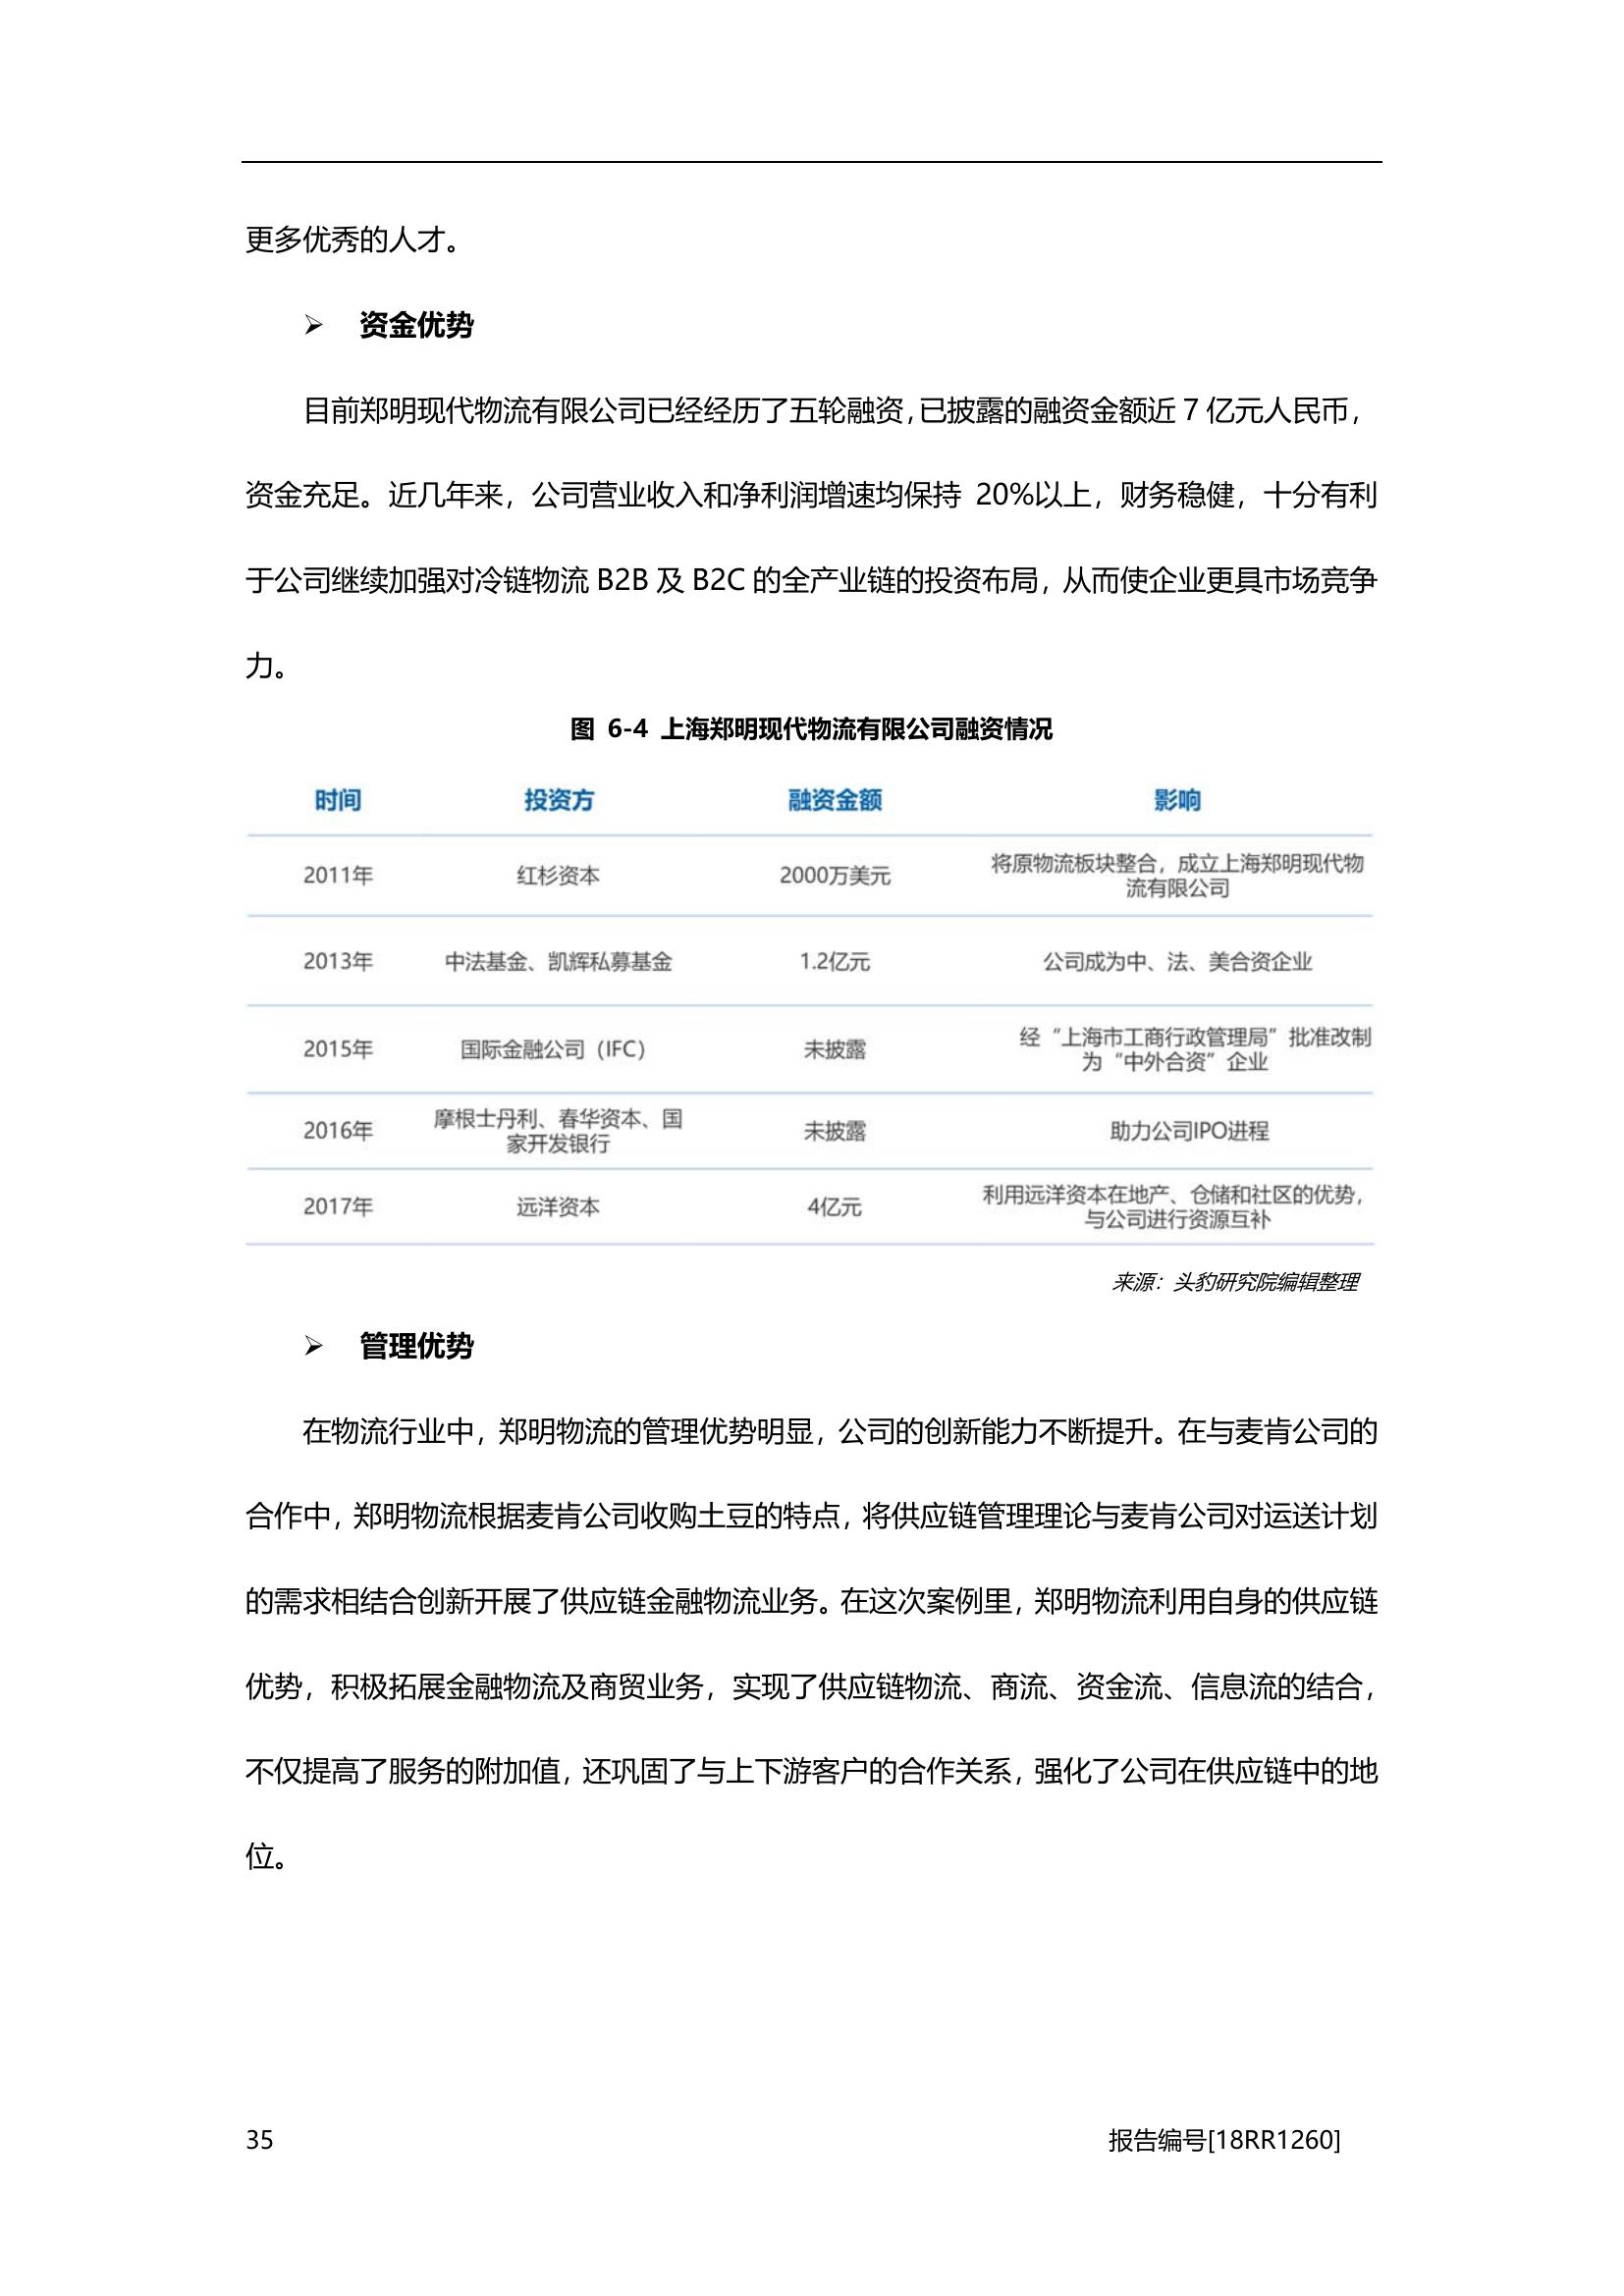 更多优秀的人才。
➢ 资金优势
目前郑明现代物流有限公司已经经历了五轮融资，已披露的融资金额近 7 亿元人民币，
资金充足。近几年来，公司营业收入和净利润增速均保持 20%以上，财务稳健，十分有利
于公司继续加强对冷链物流 B2B 及 B2C 的全产业链的投资布局，从而使企业更具市场竞争
力。
图 6-4 上海郑明现代物流有限公司融资情况
时间 投资方 融资金额 影响
2011年 红杉资本 2000万美元 将原物流板块整合，成立上海郑明现代物
流有限公司
2013年 中法基金、凯辉私募基金 1.2亿元 公司成为中、法、美合资企业
2015年 国际金融公司（IFC） 未披露 经“上海市工商行政管理局”批准改制
为“中外合资”企业
2016年 摩根士丹利、春华资本、国
家开发银行 未披露 助力公司IPO进程
2017年 远洋资本 4亿元 利用远洋资本在地产、仓储和社区的优势，
与公司进行资源互补
来源：头豹研究院编辑整理
➢ 管理优势
在物流行业中，郑明物流的管理优势明显，公司的创新能力不断提升。在与麦肯公司的
合作中，郑明物流根据麦肯公司收购土豆的特点，将供应链管理理论与麦肯公司对运送计划
的需求相结合创新开展了供应链金融物流业务。在这次案例里，郑明物流利用自身的供应链
优势，积极拓展金融物流及商贸业务，实现了供应链物流、商流、资金流、信息流的结合，
不仅提高了服务的附加值，还巩固了与上下游客户的合作关系，强化了公司在供应链中的地
位。
35 报告编号[18RR1260]